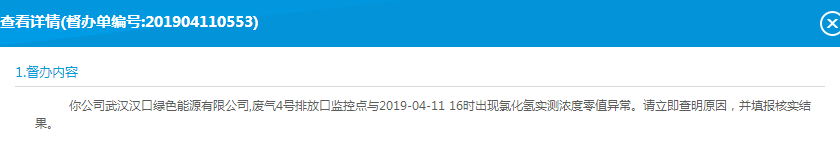 查看详情(督办单编号:201904110553)
1.督办内容
你公司武汉汉口绿色能源有限公司,废气4号排放口监控点与2019-04-11 16时出现氯化氢实测浓度零值异常。请立即查明原因，并填报核实结
果。